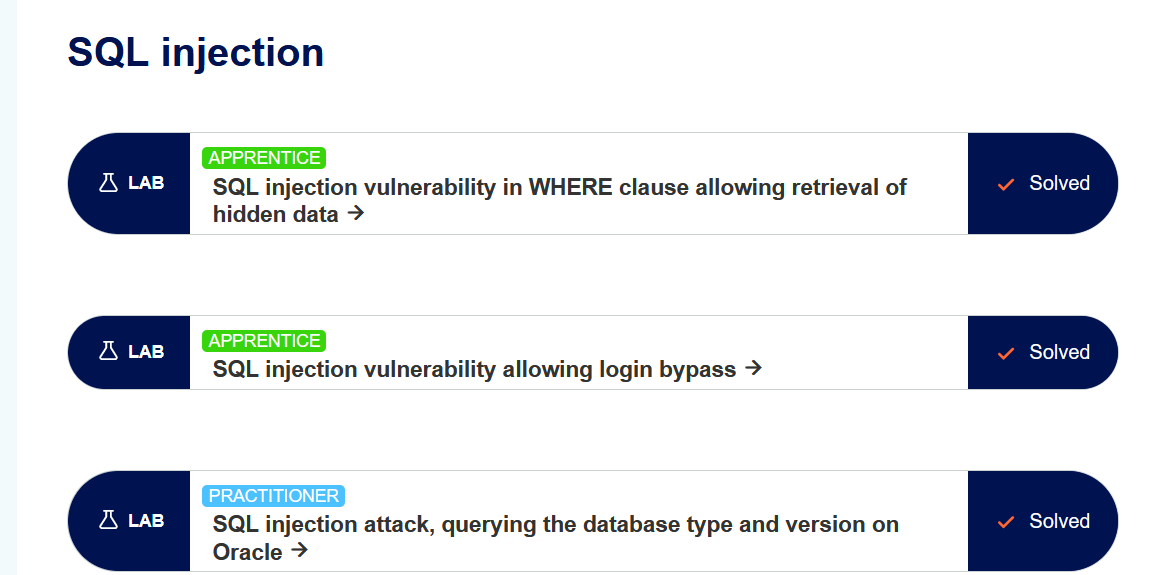 SQL injection
LAB
APPRENTICE
SQL injection vulnerability in WHERE clause allowing retrieval of
hidden data →
Solved
LAB
APPRENTICE
SQL injection vulnerability allowing login bypass →
Solved
LAB
PRACTITIONER
SQL injection attack, querying the database type and version on
Oracle →
Solved